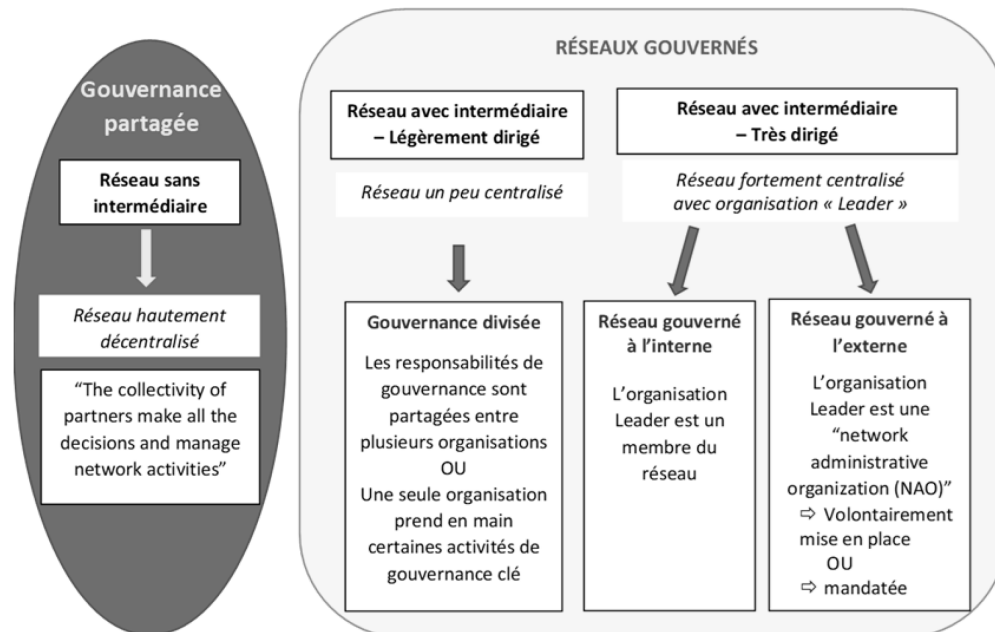 Gouvernance
partagée
Réseau sans
intermédiaire
Réseau hautement
décentralisé
“The collectivity of
partners make all the
decisions and manage
network activities”
RÉSEAUX GOUVERNÉS
Réseau avec intermédiaire
– Légèrement dirigé
Réseau un peu centralisé
Gouvernance divisée
Les responsabilités de
gouvernance sont
partagées entre
plusieurs organisations
OU
Une seule organisation
prend en main
certaines activités de
gouvernance clé
Réseau avec intermédiaire
– Très dirigé
Réseau fortement centralisé
avec organisation « Leader »
Réseau gouverné
à l’interne
L’organisation
Leader est un
membre du
réseau
Réseau gouverné à
l’externe
L’organisation
Leader est une
“network
administrative
organization (NAO)”
⇨ Volontairement
mise en place
OU
⇨ mandatée